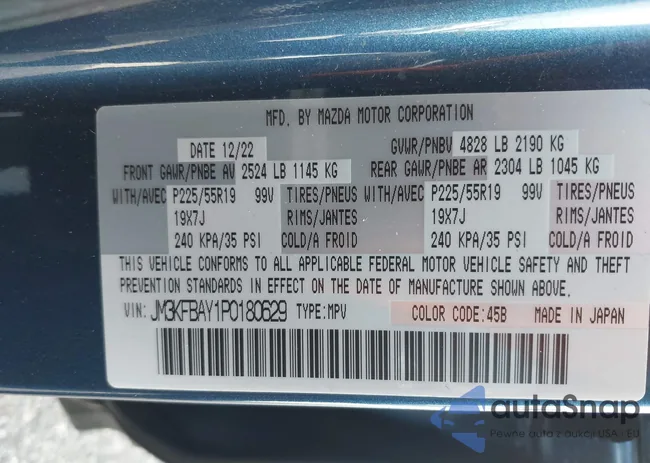 MFD. BY MAZDA MOTOR CORPORATION
DATE 12/22 GVWR/PNBV 4828 LB 2190 KG
FRONT GAWR/PNBE AV 2524 LB 1145 KG REAR GAWR/PNBE AR 2304 LB 1045 KG
WITH/AVEC P225/55R19 99V TIRES/PNEUS WITH/AVEC P225/55R19 99V TIRES/PNEUS
19X7J RIMS/JANTES 19X7J RIMS/JANTES
240 KPA/35 PSI COLD/A FROID 240 KPA/35 PSI COLD/A FROID
THIS VEHICLE CONFORMS TO ALL APPLICABLE FEDERAL MOTOR VEHICLE SAFETY AND THEFT
PREVENTION STANDARDS IN EFFECT ON THE DATE OF MANUFACTURE SHOWN ABOVE.
VIN: JM3KFBAY1P0180629 TYPE: MPV COLOR CODE: 45B MADE IN JAPAN
autoSnap
Pewne auta z aukcji USA - EU